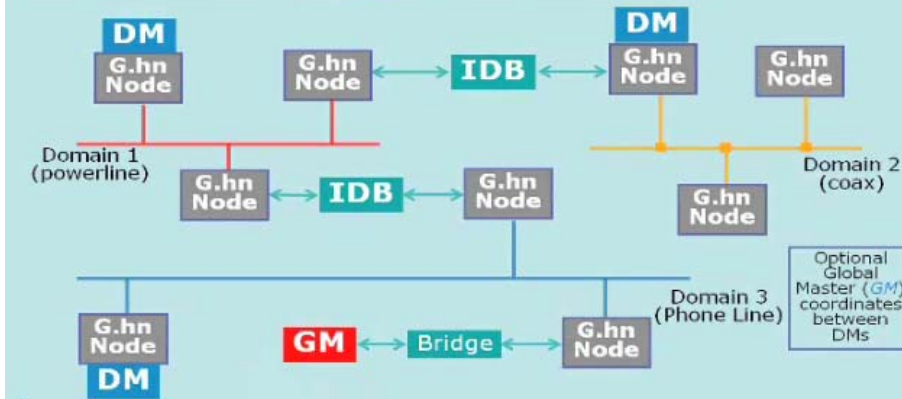 DM
G.hn
Node
G.hn
Node
IDB
DM
G.hn
Node
G.hn
Node
Domain 1
(powerline)
Domain 2
(coax)
G.hn
Node
IDB
G.hn
Node
G.hn
Node
Domain 3
(Phone Line)
Optional
Global
Master (GM)
coordinates
between
DMs
G.hn
Node
DM
GM
Bridge
G.hn
Node